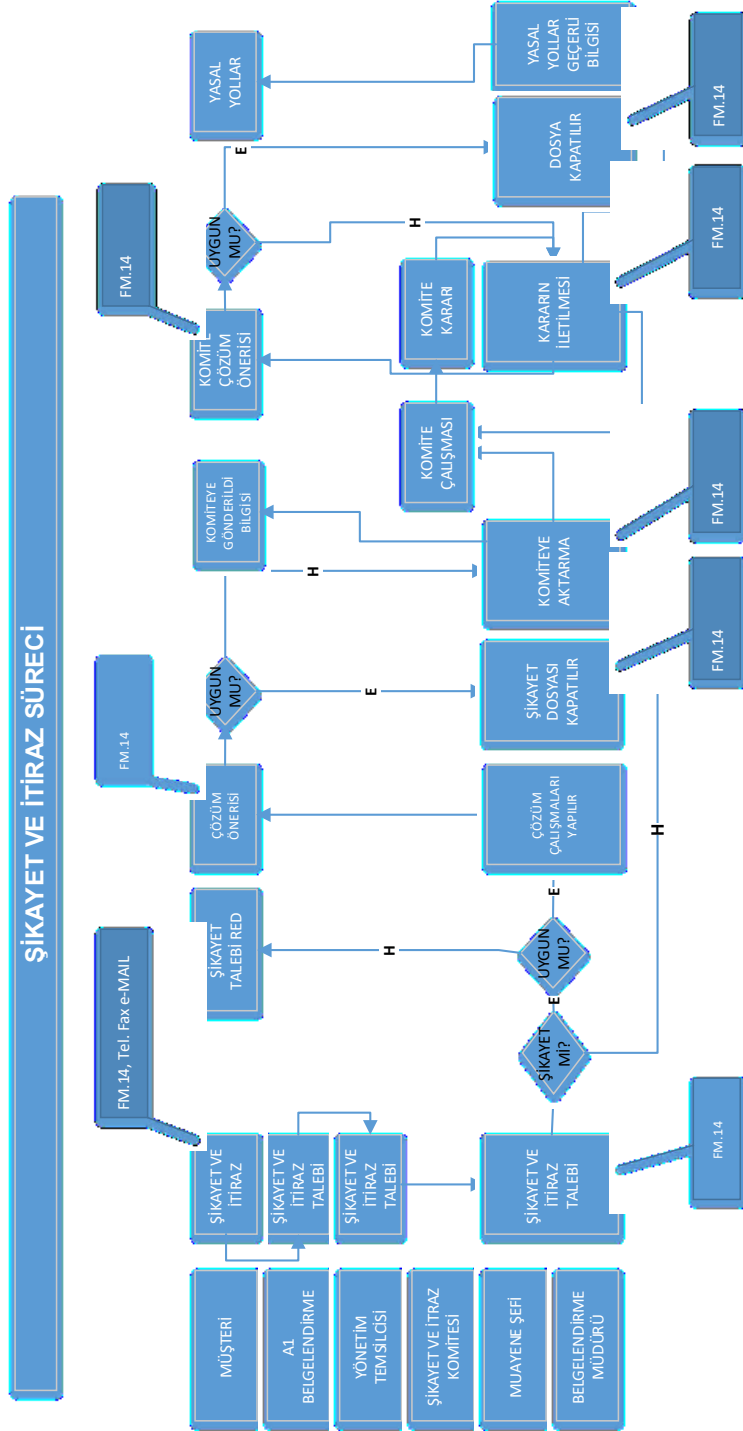 ŞİKAYET VE İTİRAZ SÜRECİ
MÜŞTERİ
A1
BELGELENDİRME
YÖNETİM
TEMSİLCİSİ
ŞİKAYET VE İTRAZ
KOMİTESİ
MUAYENE ŞEFİ
BELGELENDİRME
MÜDÜRÜ
FM.14, Tel. Fax e-MAIL
ŞİKAYET VE
İTİRAZ
ŞİKAYET VE
İTİRAZ
TALEBİ
ŞİKAYET VE
İTİRAZ
TALEBİ
ŞİKAYET VE
İTİRAZ
TALEBİ
FM.14
ŞİKAYET
Mİ?
E
H
UYGUN
MU?
E
H
ŞİKAYET
TALEBİ RED
ÇÖZÜM
ÇALIŞMALARI
YAPILIR
ÇÖZÜM
ÖNERİSİ
FM.14
UYGUN
MU?
E
ŞİKAYET
DOSYASI
KAPATILIR
FM.14
H
KOMİTEYE
GÖNDERİLDİ
BİLGİSİ
KOMİTEYE
AKTARMA
FM.14
KOMİTE
ÇALIŞMASI
KOMİTE
KARARI
KARARIN
İLETİLMESİ
FM.14
KOMİTE
ÇÖZÜM
ÖNERİSİ
FM.14
UYGUN
MU?
H
E
DOSYA
KAPATILIR
FM.14
YASAL
YOLLAR
GEÇERLİ
BİLGİSİ
YASAL
YOLLAR